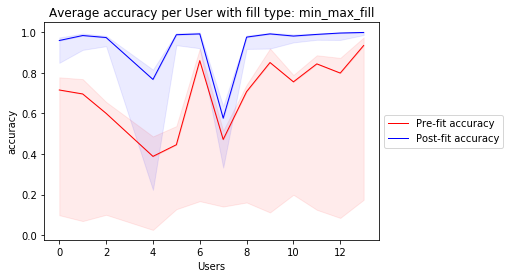 Average accuracy per User with fill type: min_max_fill
1.0
0.8
0.6
0.4
0.2
0.0
accuracy
0 2 4 6 8 10 12
Users
Pre-fit accuracy
Post-fit accuracy